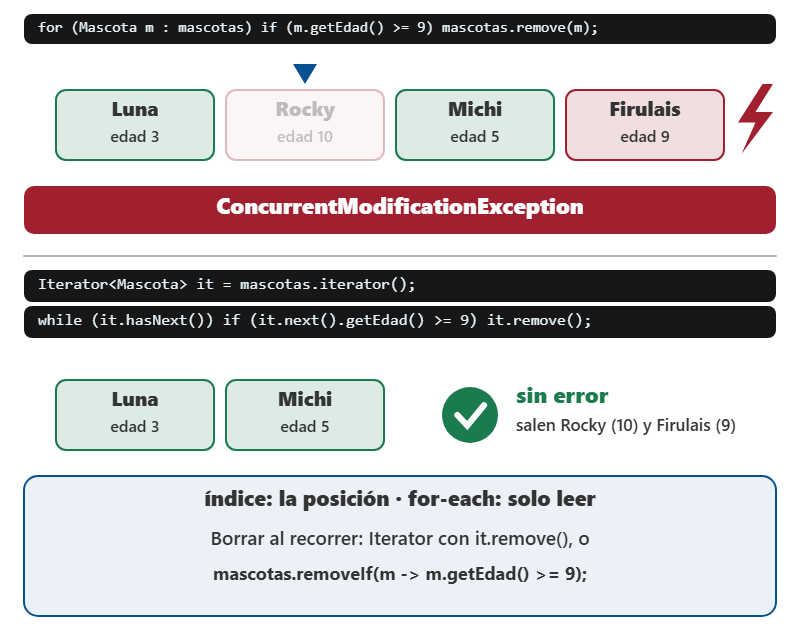 for (Mascota m : mascotas) if (m.getEdad() >= 9) mascotas.remove(m);
Luna
edad 3
Rocky
edad 10
Michi
edad 5
Firulais
edad 9
ConcurrentModificationException
Iterator<Mascota> it = mascotas.iterator();
while (it.hasNext()) if (it.next().getEdad() >= 9) it.remove();
Luna
edad 3
Michi
edad 5
sin error
salen Rocky (10) y Firulais (9)
índice: la posición · for-each: solo leer
Borrar al recorrer: Iterator con it.remove(), o
mascotas.removeIf(m -> m.getEdad() >= 9);